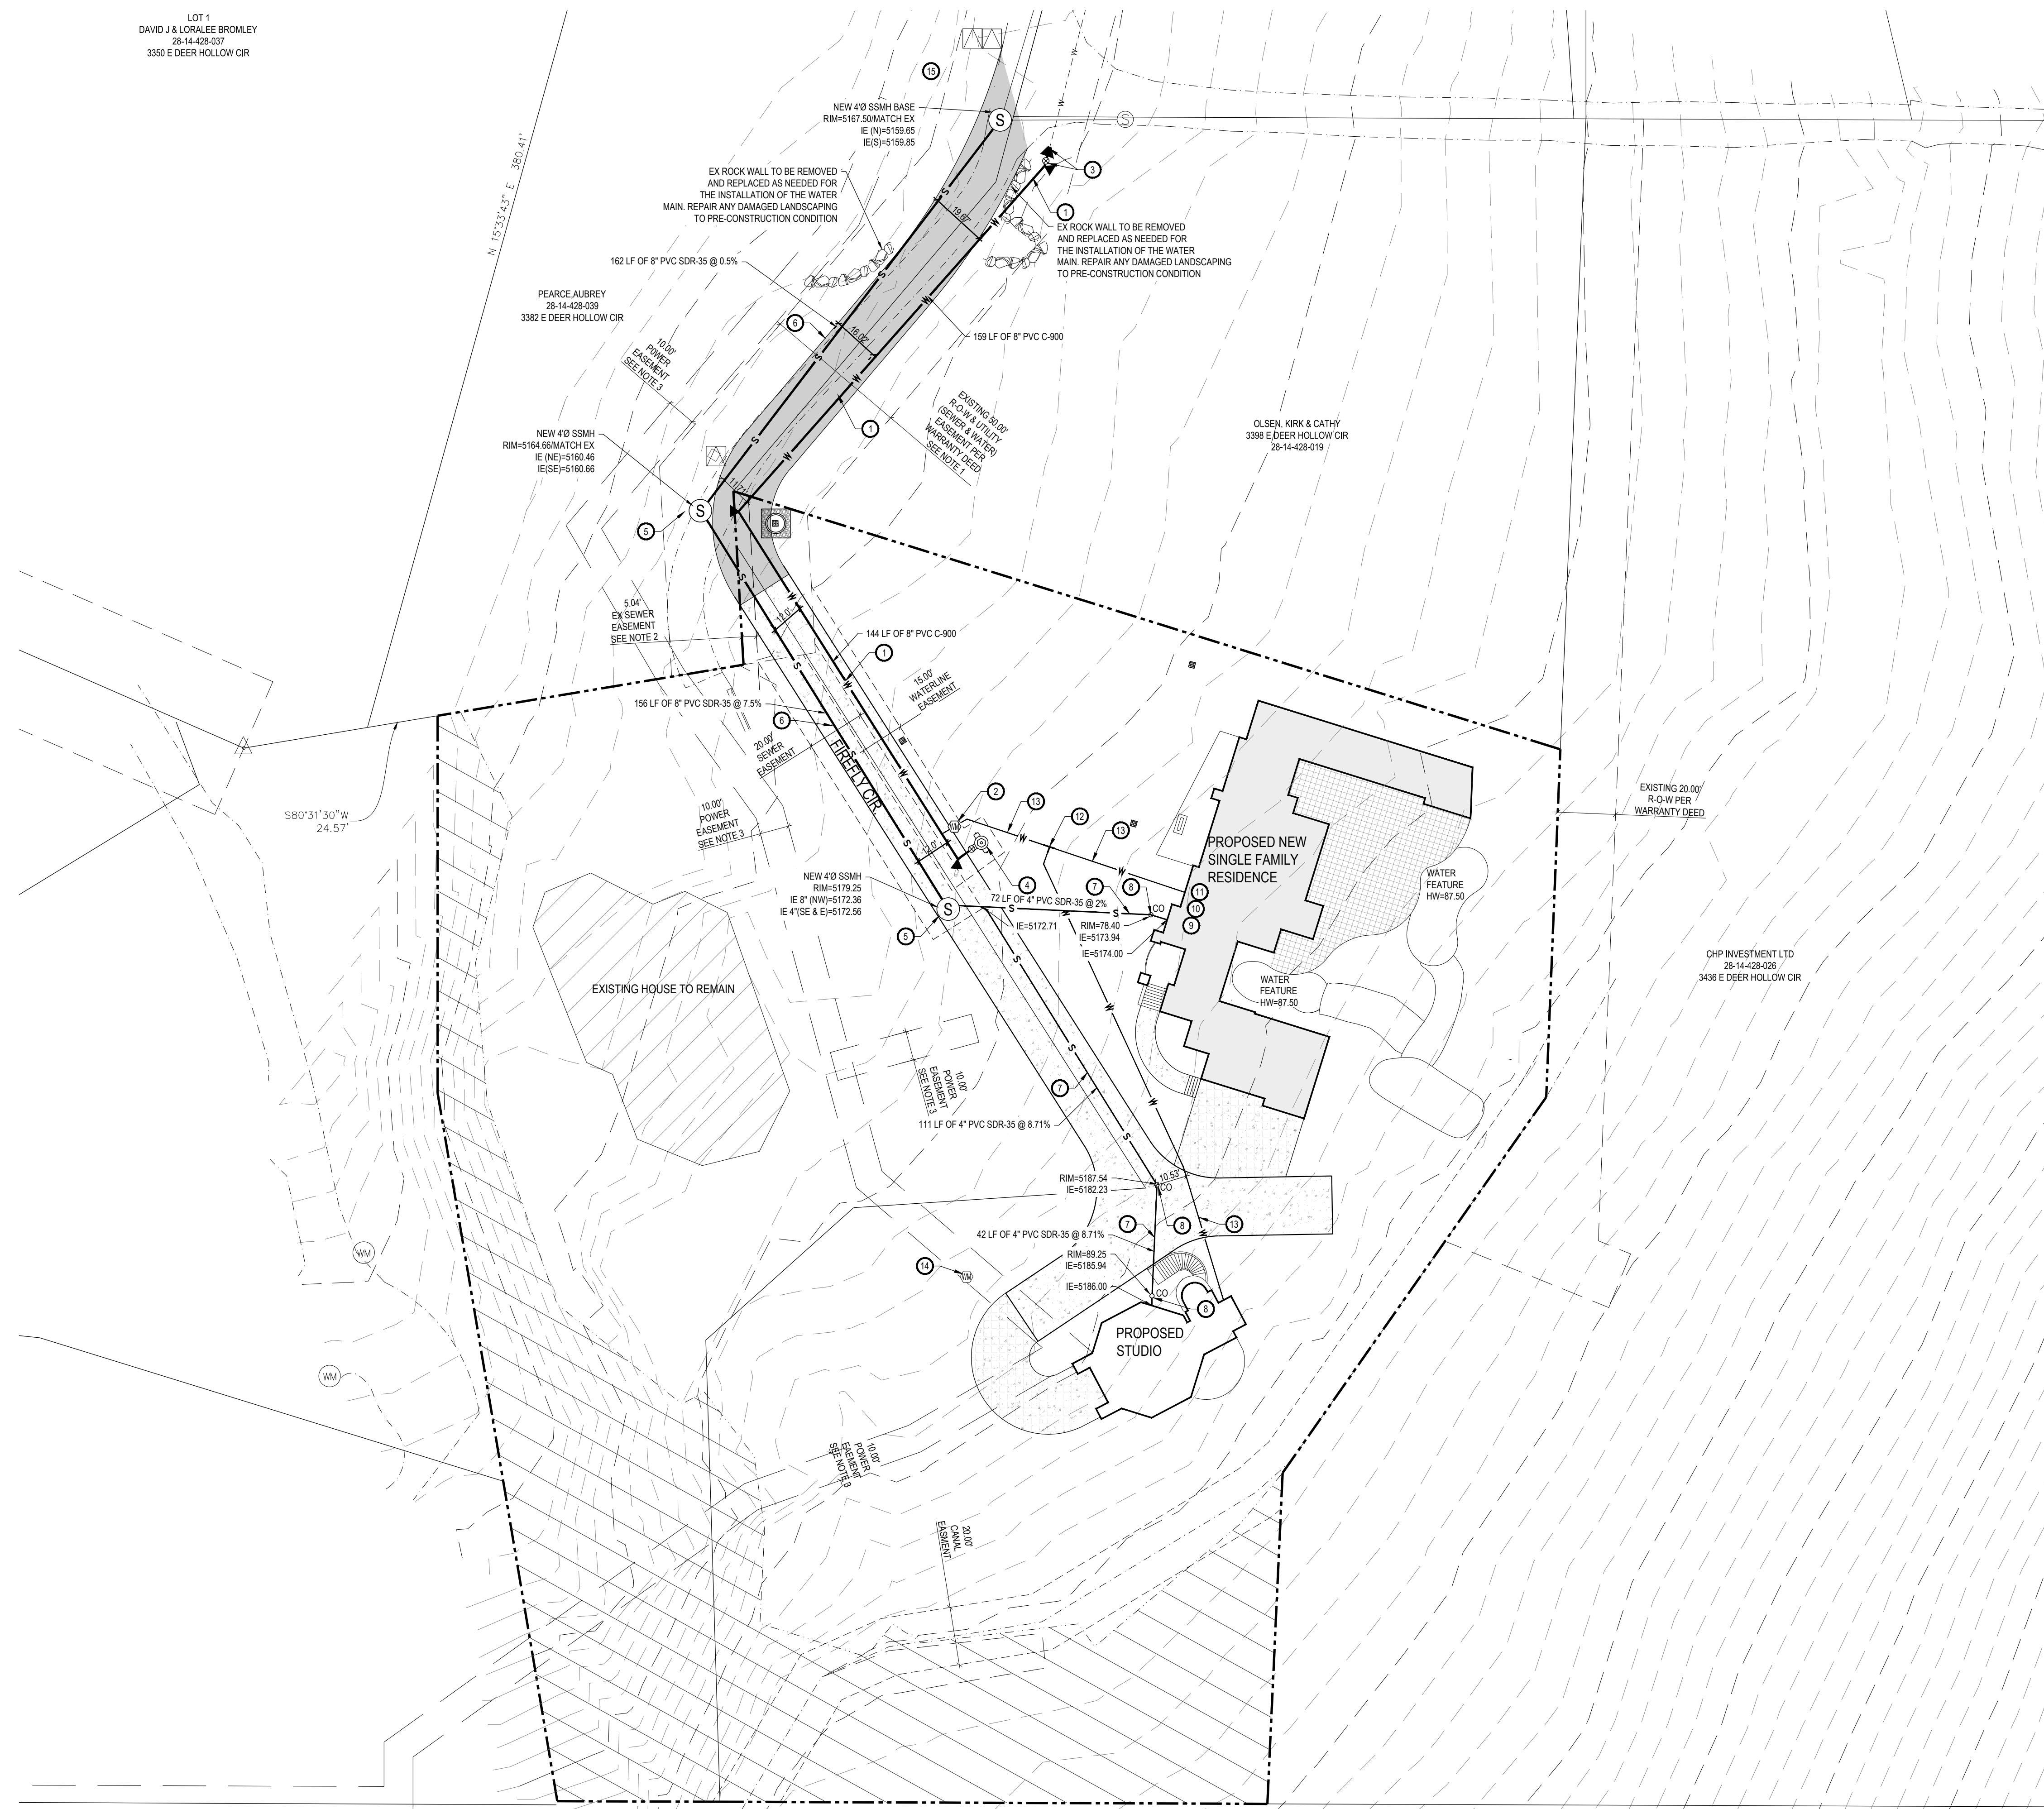 LOT 1
DAVID J & LORALEE BROMLEY
28-14-428-037
3350 E DEER HOLLOW CIR
N 15°33'43" E 380.41'
15
W
W
NEW 4'Ø SSMH BASE
RIM=5167.50/MATCH EX
IE (N)=5159.65
IE(S)=5159.85
S
S
3
EX ROCK WALL TO BE REMOVED
AND REPLACED AS NEEDED FOR
THE INSTALLATION OF THE WATER
MAIN. REPAIR ANY DAMAGED LANDSCAPING
TO PRE-CONSTRUCTION CONDITION
S
19.67'
W
1
EX ROCK WALL TO BE REMOVED
AND REPLACED AS NEEDED FOR
THE INSTALLATION OF THE WATER
MAIN. REPAIR ANY DAMAGED LANDSCAPING
TO PRE-CONSTRUCTION CONDITION
162 LF OF 8" PVC SDR-35 @ 0.5%
S
PEARCE,AUBREY
28-14-428-039
3382 E DEER HOLLOW CIR
6
16.02'
W
159 LF OF 8" PVC C-900
S
W
10.00'
POWER
EASEMENT
SEE NOTE 3
1
EXISTING 50.00'
R-O-W & UTILITY
(SEWER & WATER)
EASEMENT PER
WARRANTY DEED
SEE NOTE 1
OLSEN, KIRK & CATHY
3398 E DEER HOLLOW CIR
28-14-428-019
NEW 4'Ø SSMH
RIM=5164.66/MATCH EX
IE (NE)=5160.46
IE(SE)=5160.66
S
W
11.71'
S
5
S
W
5.04'
EX SEWER
EASEMENT
SEE NOTE 2
12.0'
144 LF OF 8" PVC C-900
1
S
W
15.00'
WATERLINE
EASEMENT
156 LF OF 8" PVC SDR-35 @ 7.5%
6
20.00'
SEWER
EASEMENT
FIREFLY CIR.
S
W
S80°31'30"W
24.57'
10.00'
POWER
EASEMENT
SEE NOTE 3
2
13
12
13
WM
W
W
S
12.0'
EXISTING 20.00'
R-O-W PER
WARRANTY DEED
PROPOSED NEW
SINGLE FAMILY
RESIDENCE
WATER
FEATURE
HW=87.50
NEW 4'Ø SSMH
RIM=5179.25
IE 8" (NW)=5172.36
IE 4"(SE & E)=5172.56
4
7
8
11
10
9
72 LF OF 4" PVC SDR-35 @ 2%
S
S
W
S
CO
5
IE=5172.71
RIM=78.40
IE=5173.94
IE=5174.00
S
EXISTING HOUSE TO REMAIN
WATER
FEATURE
HW=87.50
CHP INVESTMENT LTD
28-14-428-026
3436 E DEER HOLLOW CIR
W
S
10.00'
POWER
EASEMENT
SEE NOTE 3
7
W
111 LF OF 4" PVC SDR-35 @ 8.71%
S
RIM=5187.54
IE=5182.23
10.53'
CO
7
8
13
42 LF OF 4" PVC SDR-35 @ 8.71%
W
WM
RIM=89.25
IE=5185.94
14
WM
IE=5186.00
CO
8
PROPOSED
STUDIO
WM
10.00'
POWER
EAEMENT
SEE NOTE 3
20.00'
CANAL
EASMENT